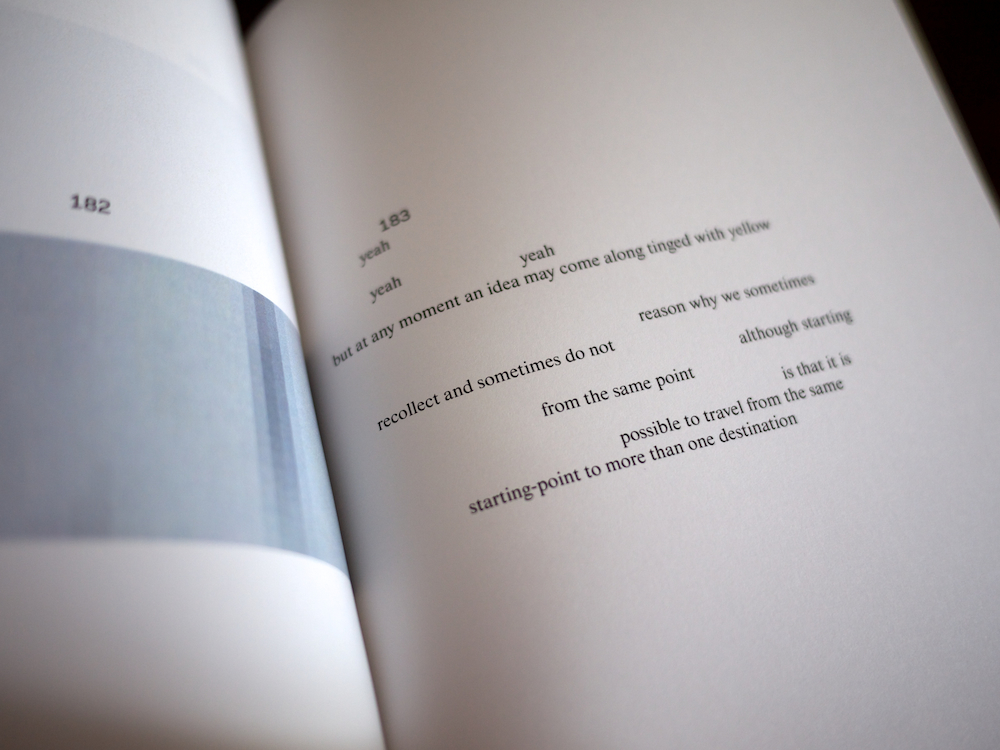 182
183
yeah
yeah yeah
but at any moment an idea may come along tinged with yellow
reason why we sometimes
recollect and sometimes do not
although starting
from the same point
is that it is
possible to travel from the same
starting-point to more than one destination